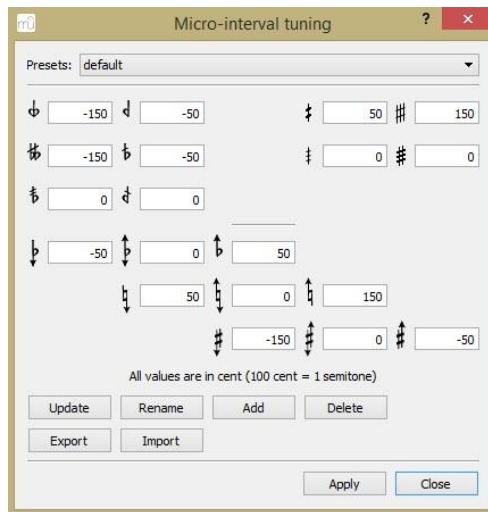 mu Micro-interval tuning ? ×
Presets: default
-150 -50 50 150
-150 -50 0 0
0 0
-50 0 50
50 0 150
-150 0 -50
All values are in cent (100 cent = 1 semitone)
Update Rename Add Delete
Export Import
Apply Close